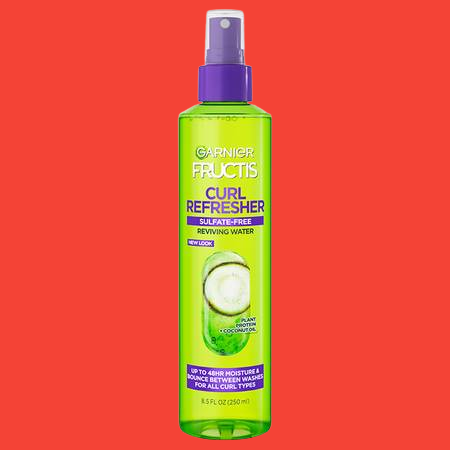 GARNIER
FRUCTIS
CURL
REFRESHER
SULFATE-FREE
REVIVING WATER
NEW LOOK
PLANT
PROTEIN
+ COCONUT OIL
UP TO 48HR MOISTURE &
BOUNCE BETWEEN WASHES
FOR ALL CURL TYPES
8.5 FL OZ (250 ml)